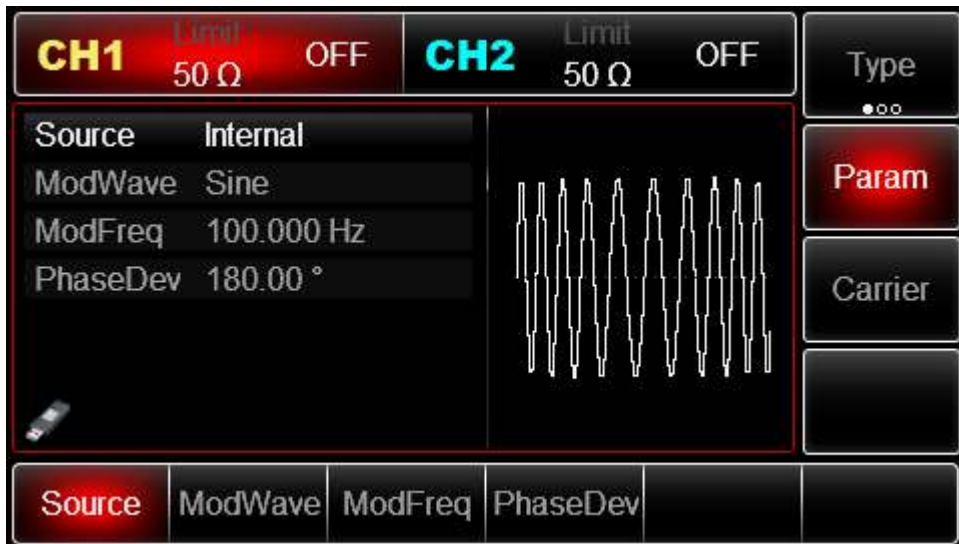 CH1 Limit 50 Ω OFF
CH2 Limit 50 Ω OFF
Type
Source Internal
ModWave Sine
ModFreq 100.000 Hz
PhaseDev 180.00 °
Param
Carrier
Source ModWave ModFreq PhaseDev